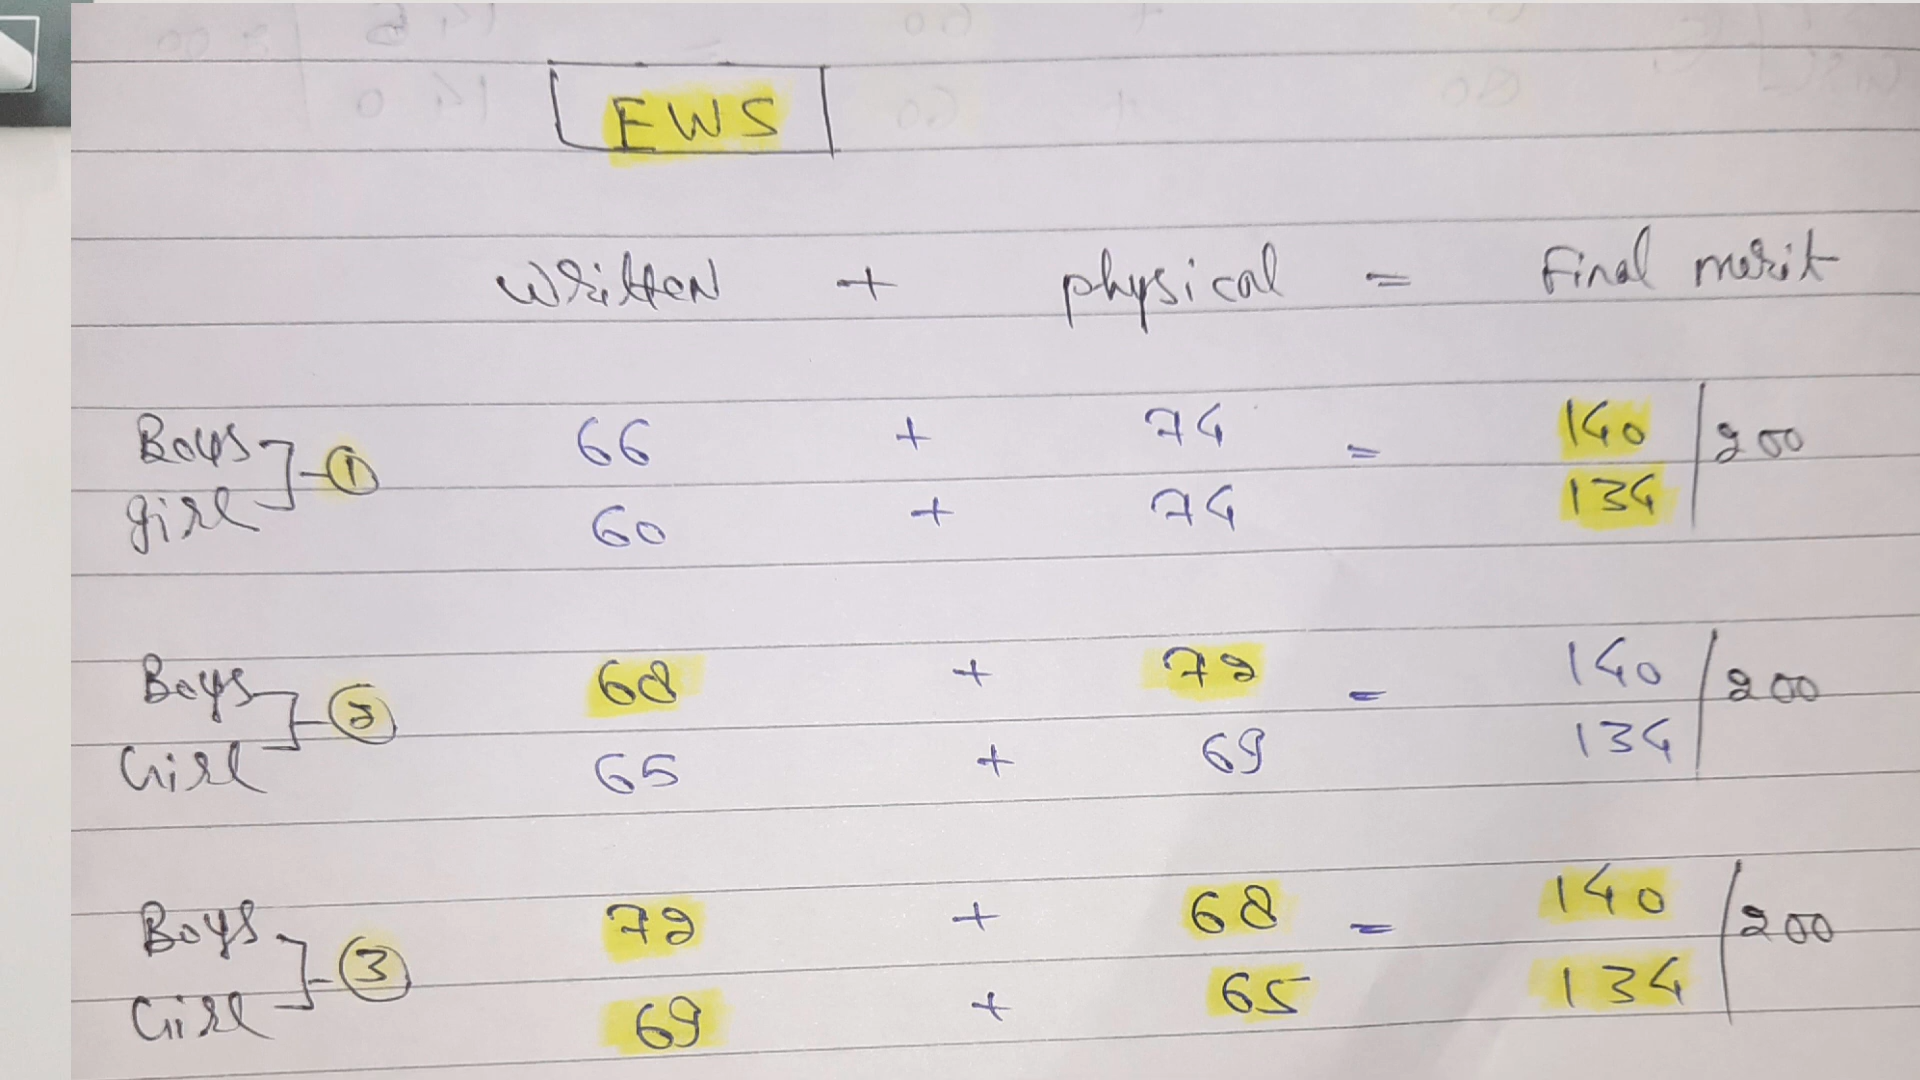 EWS
Written + physical = Final merit
Boys 66 + 74 = 140 200
① 
girl 60 + 74 134
Boys 68 + 72 = 140 200
②
Girl 65 + 69 134
Boys 72 + 68 = 140 200
③
Girl 69 + 65 134